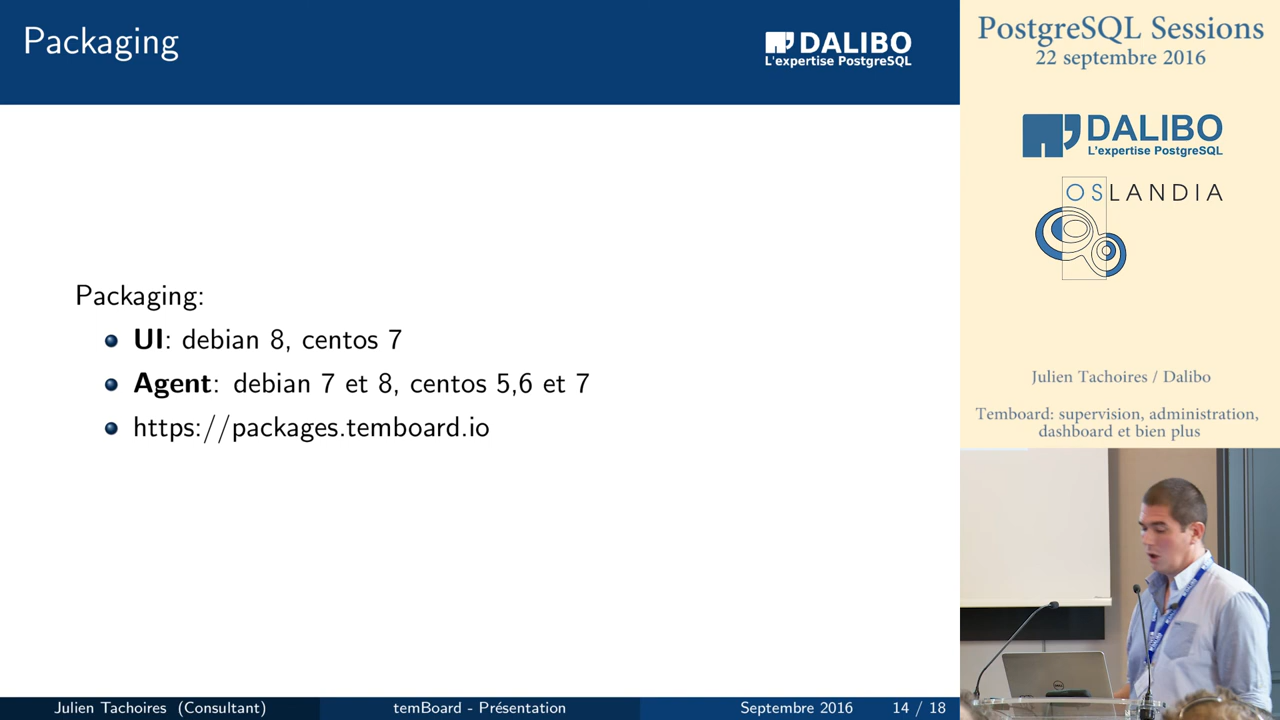 Packaging
DALIBO
L'expertise PostgreSQL
Packaging:
UI: debian 8, centos 7
Agent: debian 7 et 8, centos 5,6 et 7
https://packages.temboard.io
Julien Tachoires (Consultant)
temBoard - Présentation
Septembre 2016
14 / 18
PostgreSQL Sessions
22 septembre 2016
DALIBO
L'expertise PostgreSQL
OSLANDIA
Julien Tachoires / Dalibo
Temboard: supervision, administration,
dashboard et bien plus